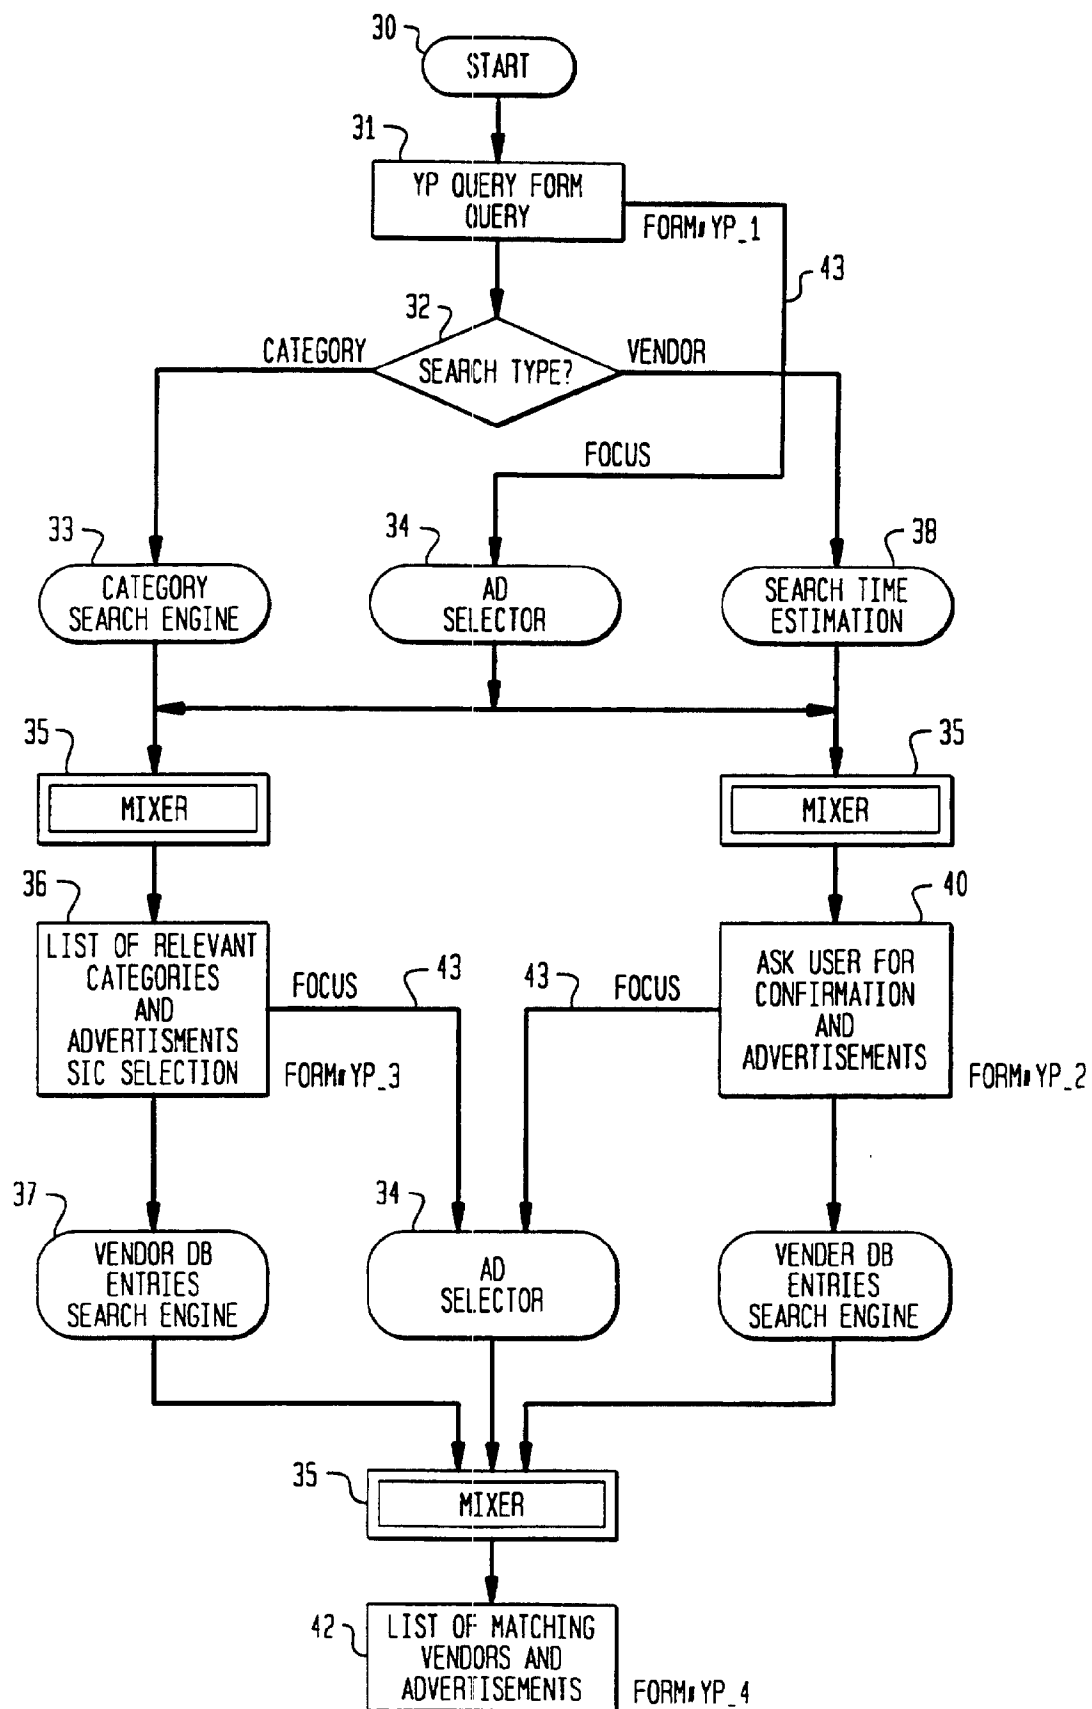 30
START
31
YP QUERY FORM
QUERY
FORM#YP_1
43
32
CATEGORY
SEARCH TYPE?
VENDOR
FOCUS
33
CATEGORY
SEARCH ENGINE
34
AD
SELECTOR
38
SEARCH TIME
ESTIMATION
35
MIXER
35
MIXER
36
LIST OF RELEVANT
CATEGORIES
AND
ADVERTISMENTS
SIC SELECTION
FORM#YP_3
FOCUS
43
43
FOCUS
40
ASK USER FOR
CONFIRMATION
AND
ADVERTISEMENTS
FORM#YP_2
37
VENDOR DB
ENTRIES
SEARCH ENGINE
34
AD
SELECTOR
VENDER DB
ENTRIES
SEARCH ENGINE
35
MIXER
42
LIST OF MATCHING
VENDORS AND
ADVERTISEMENTS
FORM#YP_4